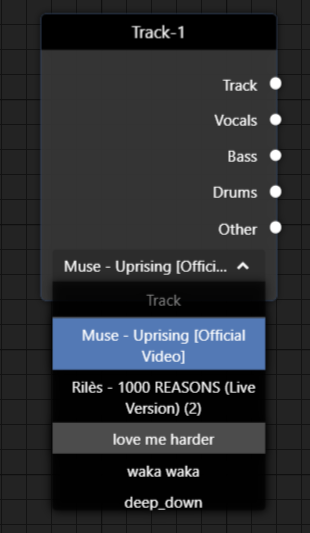 Track-1
Track
Vocals
Bass
Drums
Other
Muse - Uprising [Offici...
Track
Muse - Uprising [Official
Video]
Rilès - 1000 REASONS (Live
Version) (2)
love me harder
waka waka
deep_down